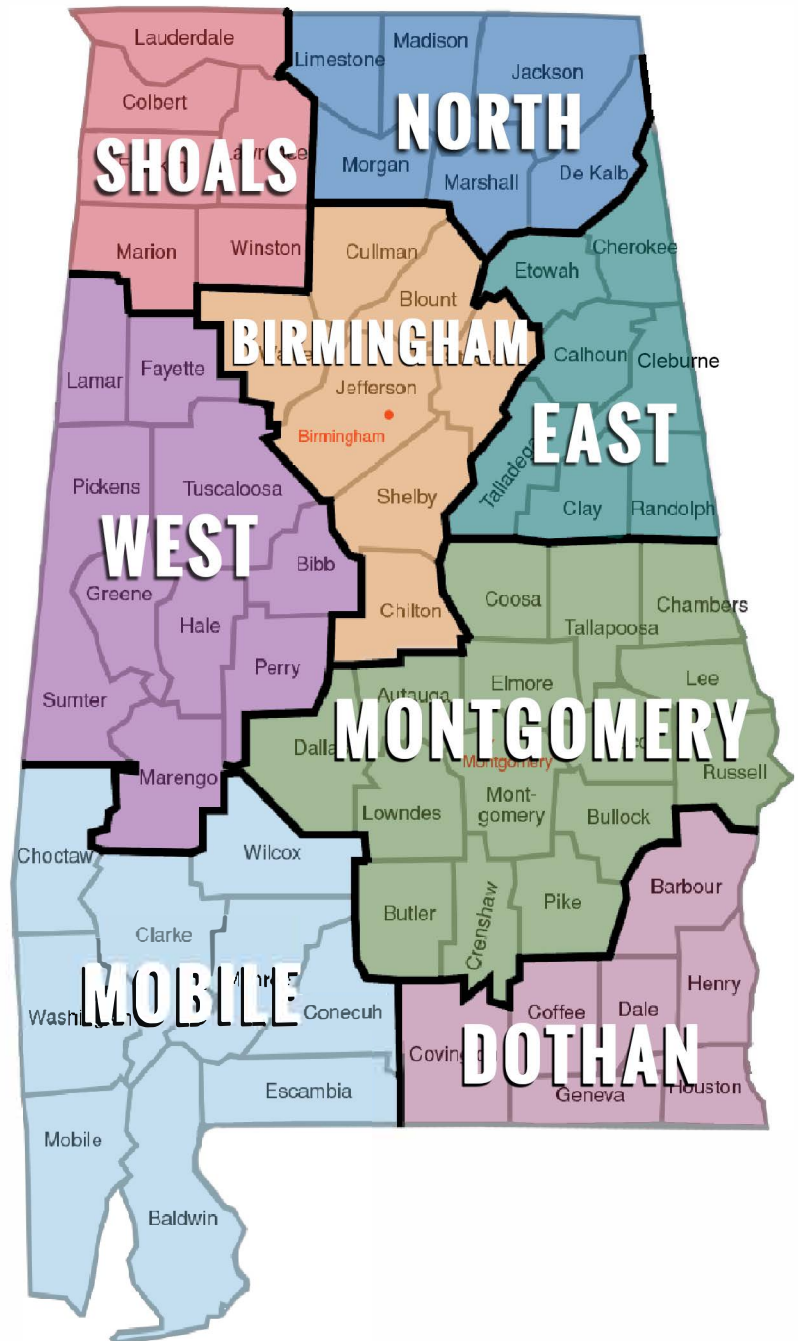 Lauderdale
Limestone
Madison
Jackson
Colbert
NORTH
SHOALS
Morgan
Marshall
De Kalb
Marion
Winston
Cullman
Etowah
Cherokee
Blount
BIRMINGHAM
Lamar
Fayette
Calhoun
Cleburne
Jefferson
Birmingham
EAST
Talladega
Pickens
Tuscaloosa
Shelby
Clay
Randolph
WEST
Bibb
Greene
Hale
Chilton
Coosa
Tallapoosa
Chambers
Perry
Sumter
Autauga
Elmore
Lee
MONTGOMERY
Montgomery
Marengo
Russell
Lowndes
Mont-
gomery
Bullock
Choctaw
Wilcox
Barbour
Butler
Crenshaw
Pike
Clarke
MOBILE
Conecuh
Coffee
Dale
Henry
DOTHAN
Escambia
Geneva
Houston
Mobile
Baldwin